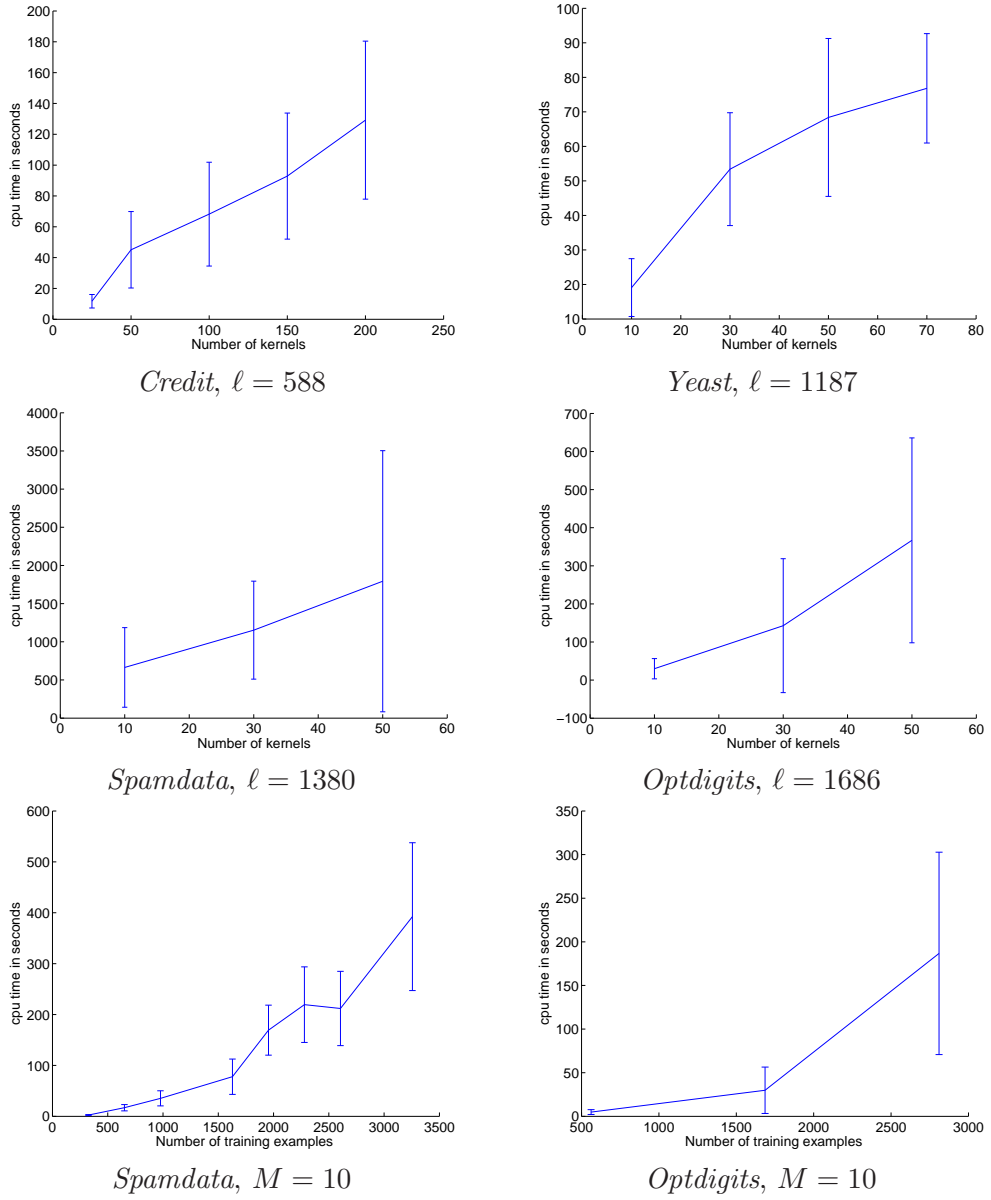 200
180
160
140
120
100
80
60
40
20
0
cpu time in seconds
0 50 100 150 200 250
Number of kernels
Credit, ℓ = 588
100
90
80
70
60
50
40
30
20
10
cpu time in seconds
0 10 20 30 40 50 60 70 80
Number of kernels
Yeast, ℓ = 1187
4000
3500
3000
2500
2000
1500
1000
500
0
cpu time in seconds
0 10 20 30 40 50 60
Number of kernels
Spamdata, ℓ = 1380
700
600
500
400
300
200
100
0
−100
cpu time in seconds
0 10 20 30 40 50 60
Number of kernels
Optdigits, ℓ = 1686
600
500
400
300
200
100
0
cpu time in seconds
0 500 1000 1500 2000 2500 3000 3500
Number of training examples
Spamdata, M = 10
350
300
250
200
150
100
50
0
cpu time in seconds
500 1000 1500 2000 2500 3000
Number of training examples
Optdigits, M = 10